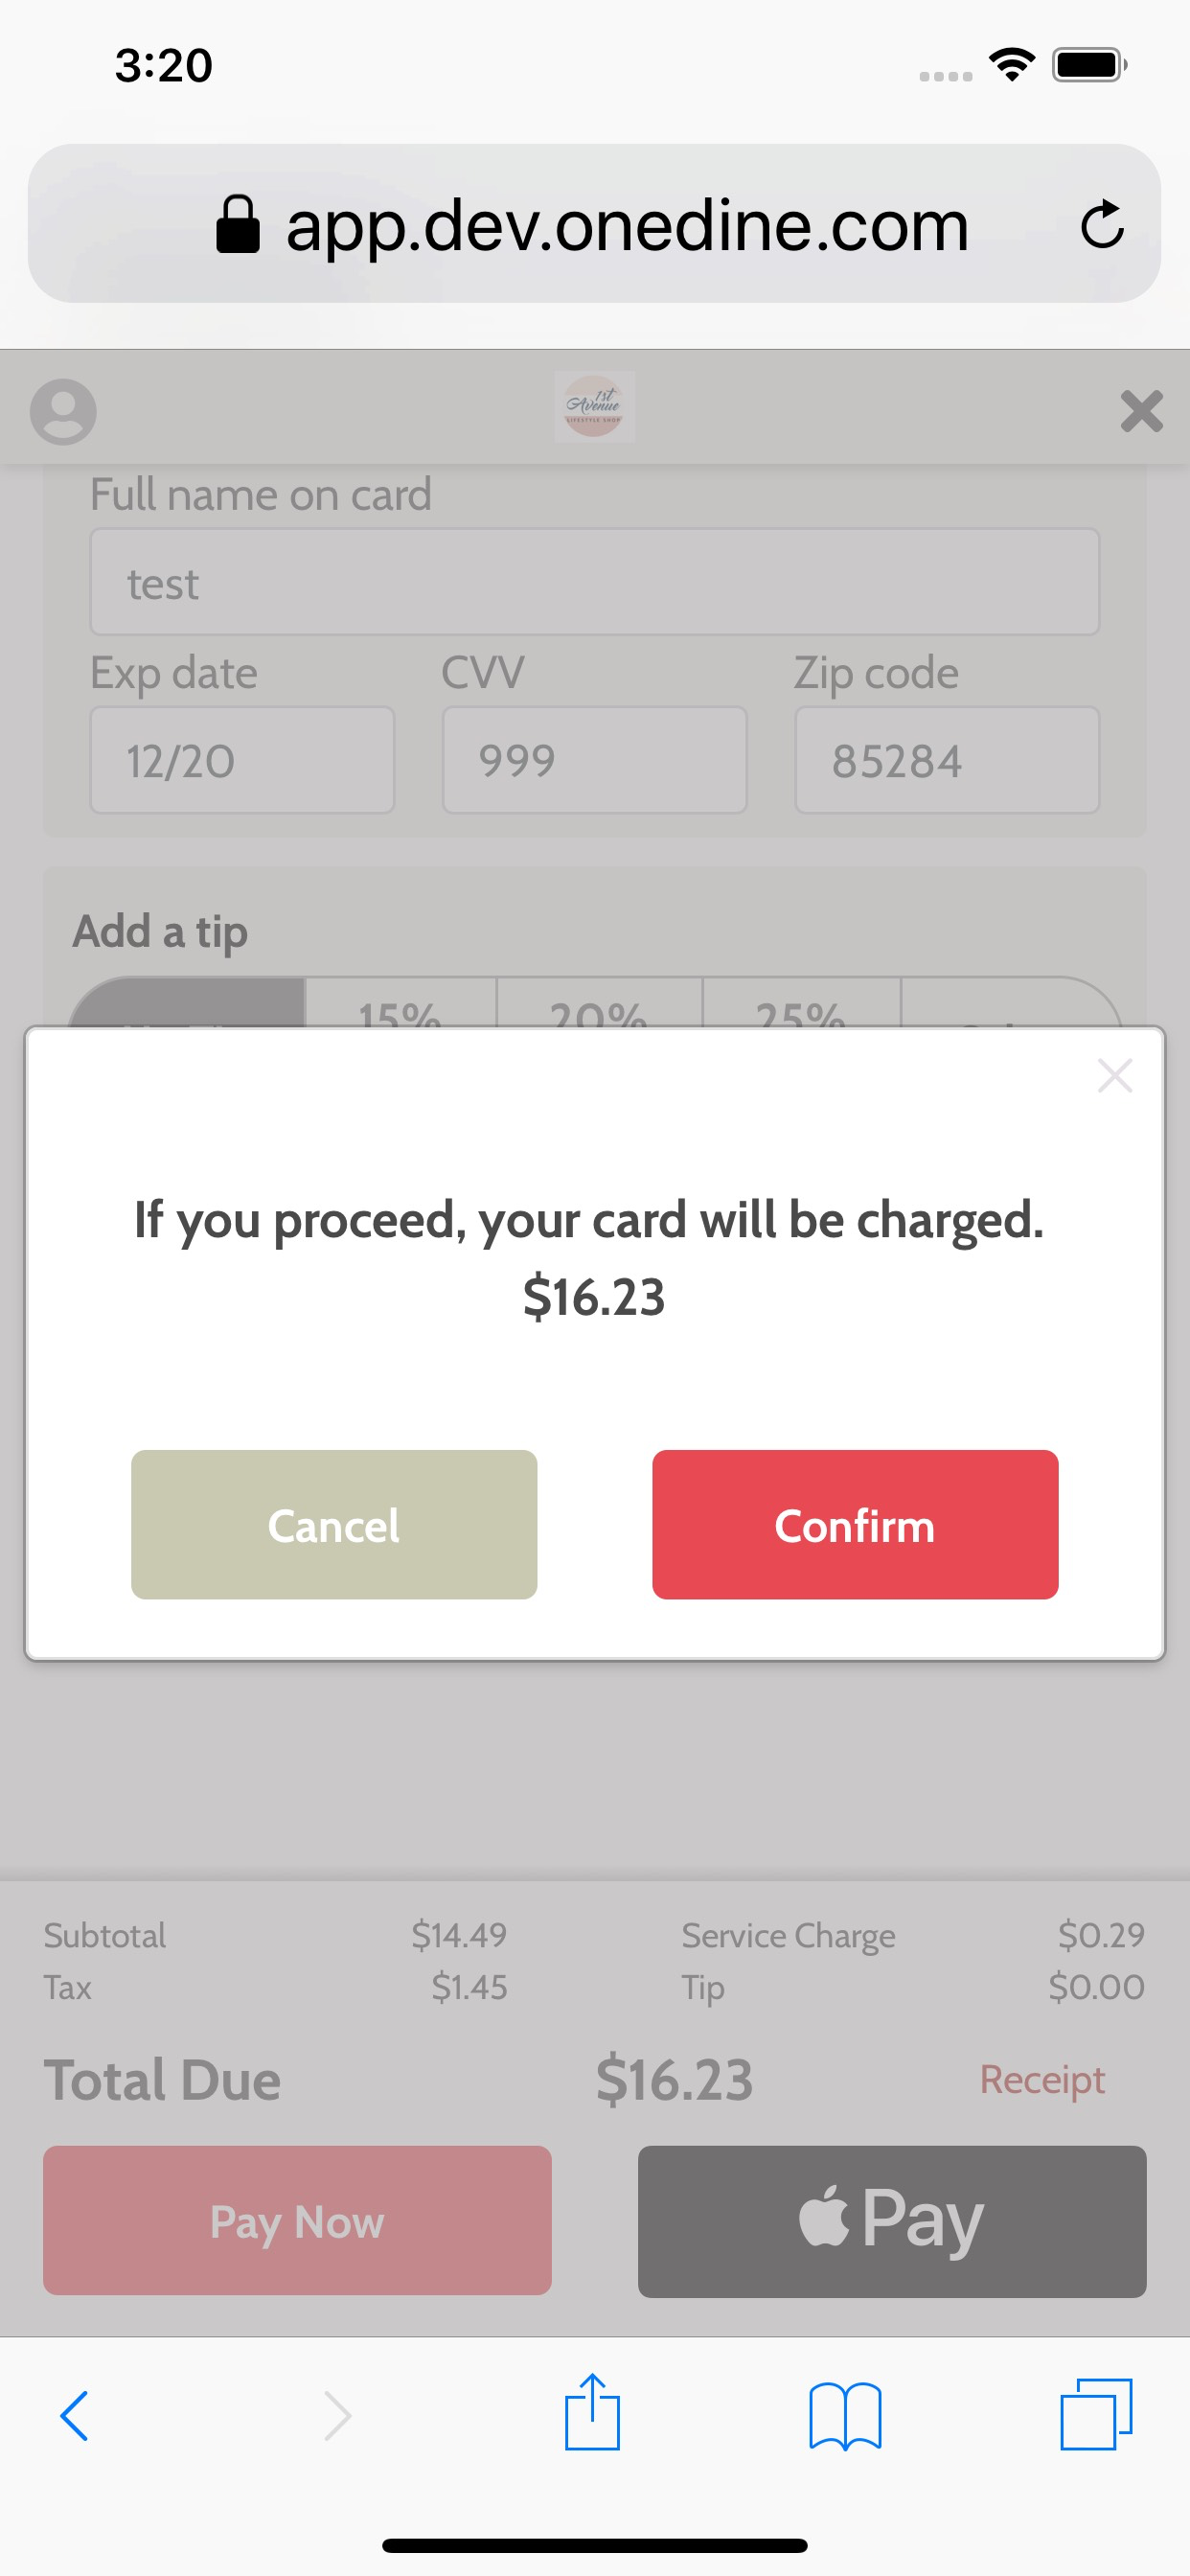 3:20
app.dev.onedine.com
1st
Avenue
LIFESTYLE SHOP
Full name on card
test
Exp date CVV Zip code
12/20 999 85284
Add a tip
15% 20% 25%
If you proceed, your card will be charged.
$16.23
Cancel Confirm
Subtotal $14.49 Service Charge $0.29
Tax $1.45 Tip $0.00
Total Due $16.23 Receipt
Pay Now Pay